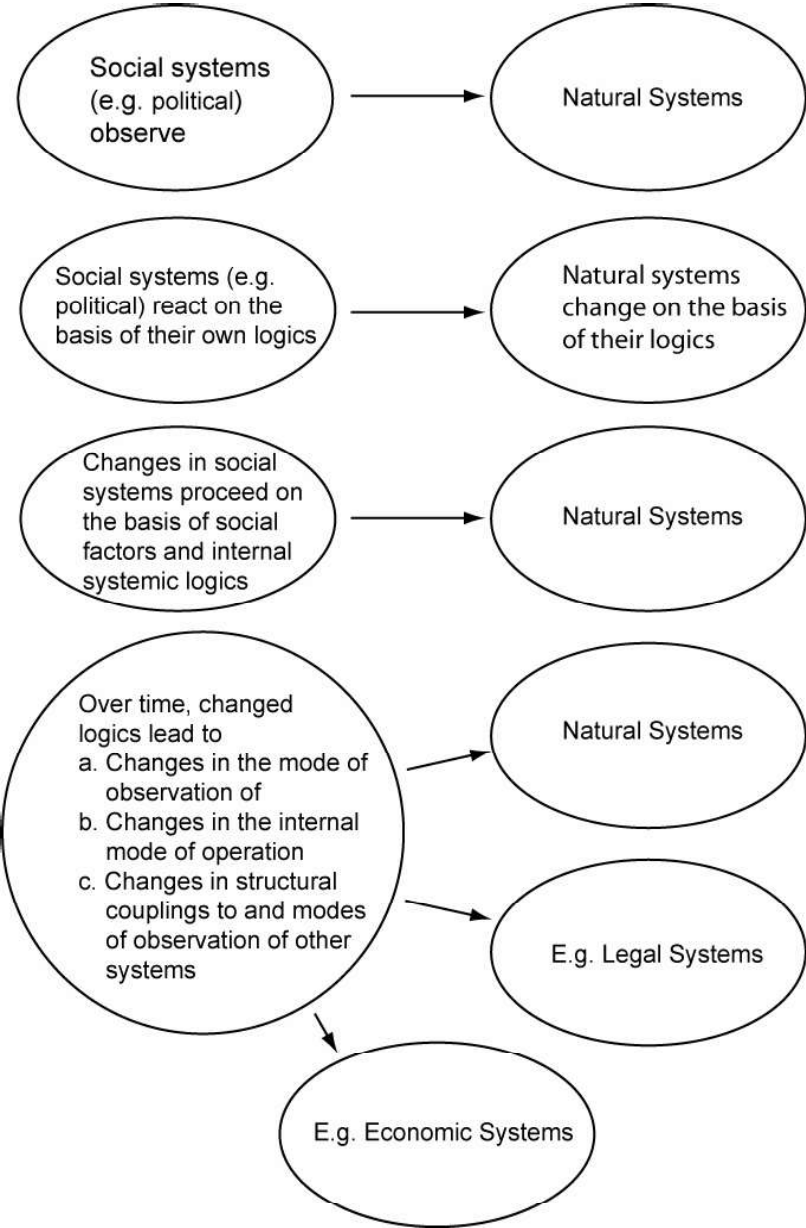 Social systems
(e.g. political)
observe
Natural Systems
Social systems (e.g.
political) react on the
basis of their own logics
Natural systems
change on the basis
of their logics
Changes in social
systems proceed on
the basis of social
factors and internal
systemic logics
Natural Systems
Over time, changed
logics lead to
a. Changes in the mode of
observation of
b. Changes in the internal
mode of operation
c. Changes in structural
couplings to and modes
of observation of other
systems
Natural Systems
E.g. Legal Systems
E.g. Economic Systems